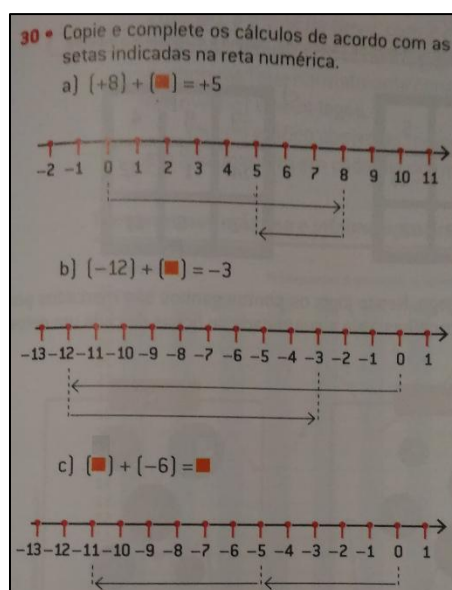 30 • Copie e complete os cálculos de acordo com as
setas indicadas na reta numérica.
a) (+8) + (■) = +5
-2 -1 0 1 2 3 4 5 6 7 8 9 10 11
b) (-12) + (■) = -3
-13 -12 -11 -10 -9 -8 -7 -6 -5 -4 -3 -2 -1 0 1
c) (■) + (-6) = ■
-13 -12 -11 -10 -9 -8 -7 -6 -5 -4 -3 -2 -1 0 1